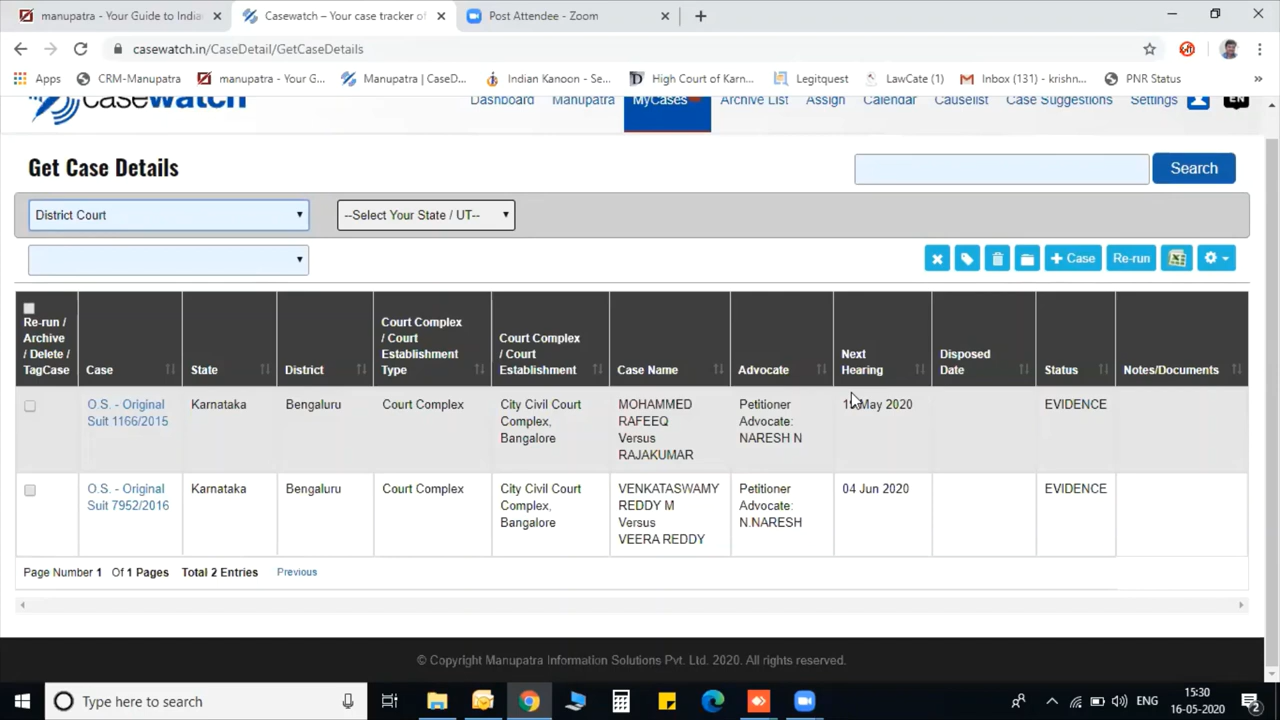 manupatra - Your Guide to India
Casewatch – Your case tracker of
Post Attendee - Zoom
casewatch.in/CaseDetail/GetCaseDetails
Apps
CRM-Manupatra
manupatra - Your G...
Manupatra | CaseD...
Indian Kanoon - Se...
High Court of Karn...
Legitquest
LawCate (1)
Inbox (131) - krishn...
PNR Status
»
casewatch
Dashboard
Manupatra
MyCases
Archive List
Assign
Calendar
Causelist
Case Suggestions
Settings
EN
Get Case Details
Search
District Court
--Select Your State / UT--
+ Case
Re-run
Re-run /
Archive
/ Delete /
TagCase
Case
State
District
Court Complex
/ Court
Establishment
Type
Court Complex
/ Court
Establishment
Case Name
Advocate
Next
Hearing
Disposed
Date
Status
Notes/Documents
O.S. - Original
Suit 1166/2015
Karnataka
Bengaluru
Court Complex
City Civil Court
Complex,
Bangalore
MOHAMMED
RAFEEQ
Versus
RAJAKUMAR
Petitioner
Advocate:
NARESH N
May 2020
EVIDENCE
O.S. - Original
Suit 7952/2016
Karnataka
Bengaluru
Court Complex
City Civil Court
Complex,
Bangalore
VENKATASWAMY
REDDY M
Versus
VEERA REDDY
Petitioner
Advocate:
N.NARESH
04 Jun 2020
EVIDENCE
Page Number 1 Of 1 Pages Total 2 Entries Previous
© Copyright Manupatra Information Solutions Pvt. Ltd. 2020. All rights reserved.
Type here to search
ENG
15:30
16-05-2020
2